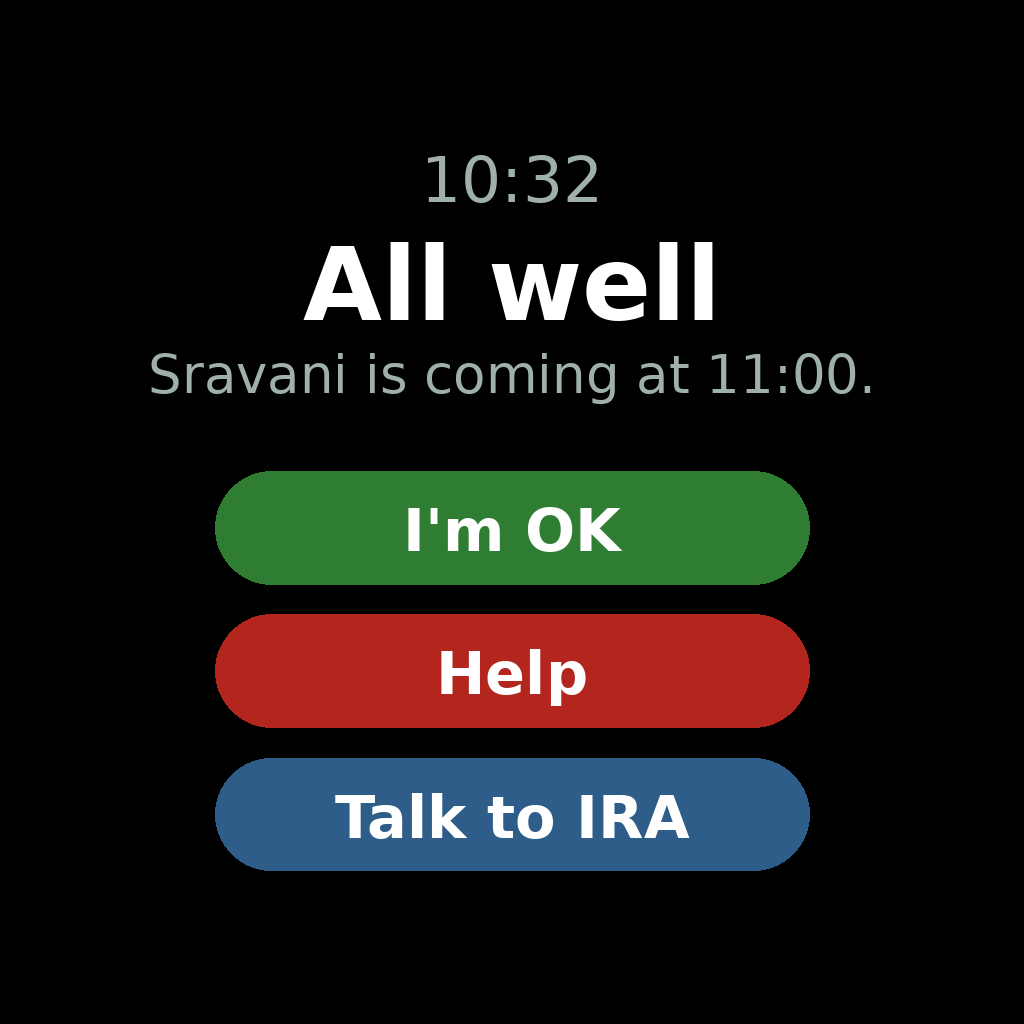 10:32
All well
Sravani is coming at 11:00.
I'm OK
Help
Talk to IRA